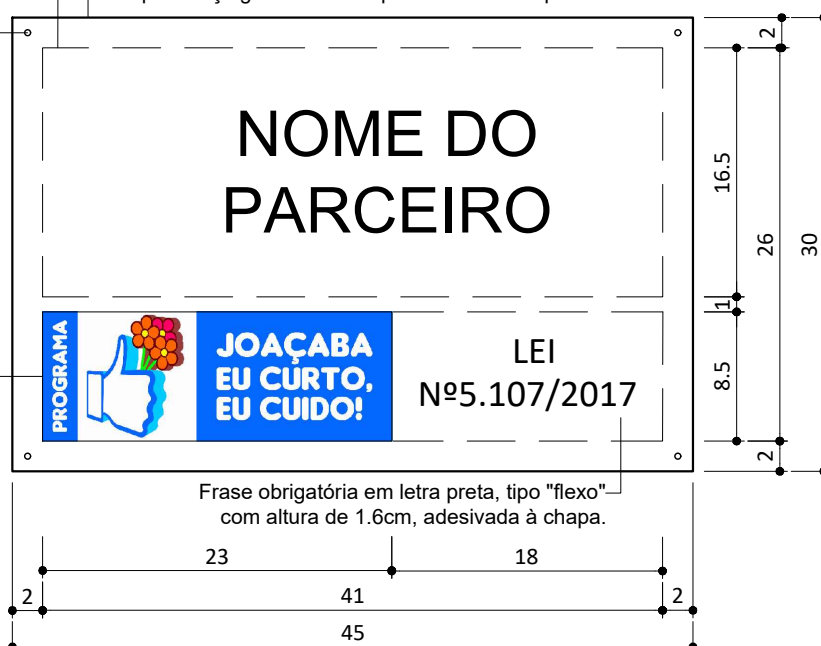 2
NOME DO
PARCEIRO
16.5
26
30
1
PROGRAMA
JOAÇABA
EU CURTO,
EU CUIDO!
LEI
Nº5.107/2017
8.5
2
Frase obrigatória em letra preta, tipo "flexo"
com altura de 1.6cm, adesivada à chapa.
23
18
2
41
2
45